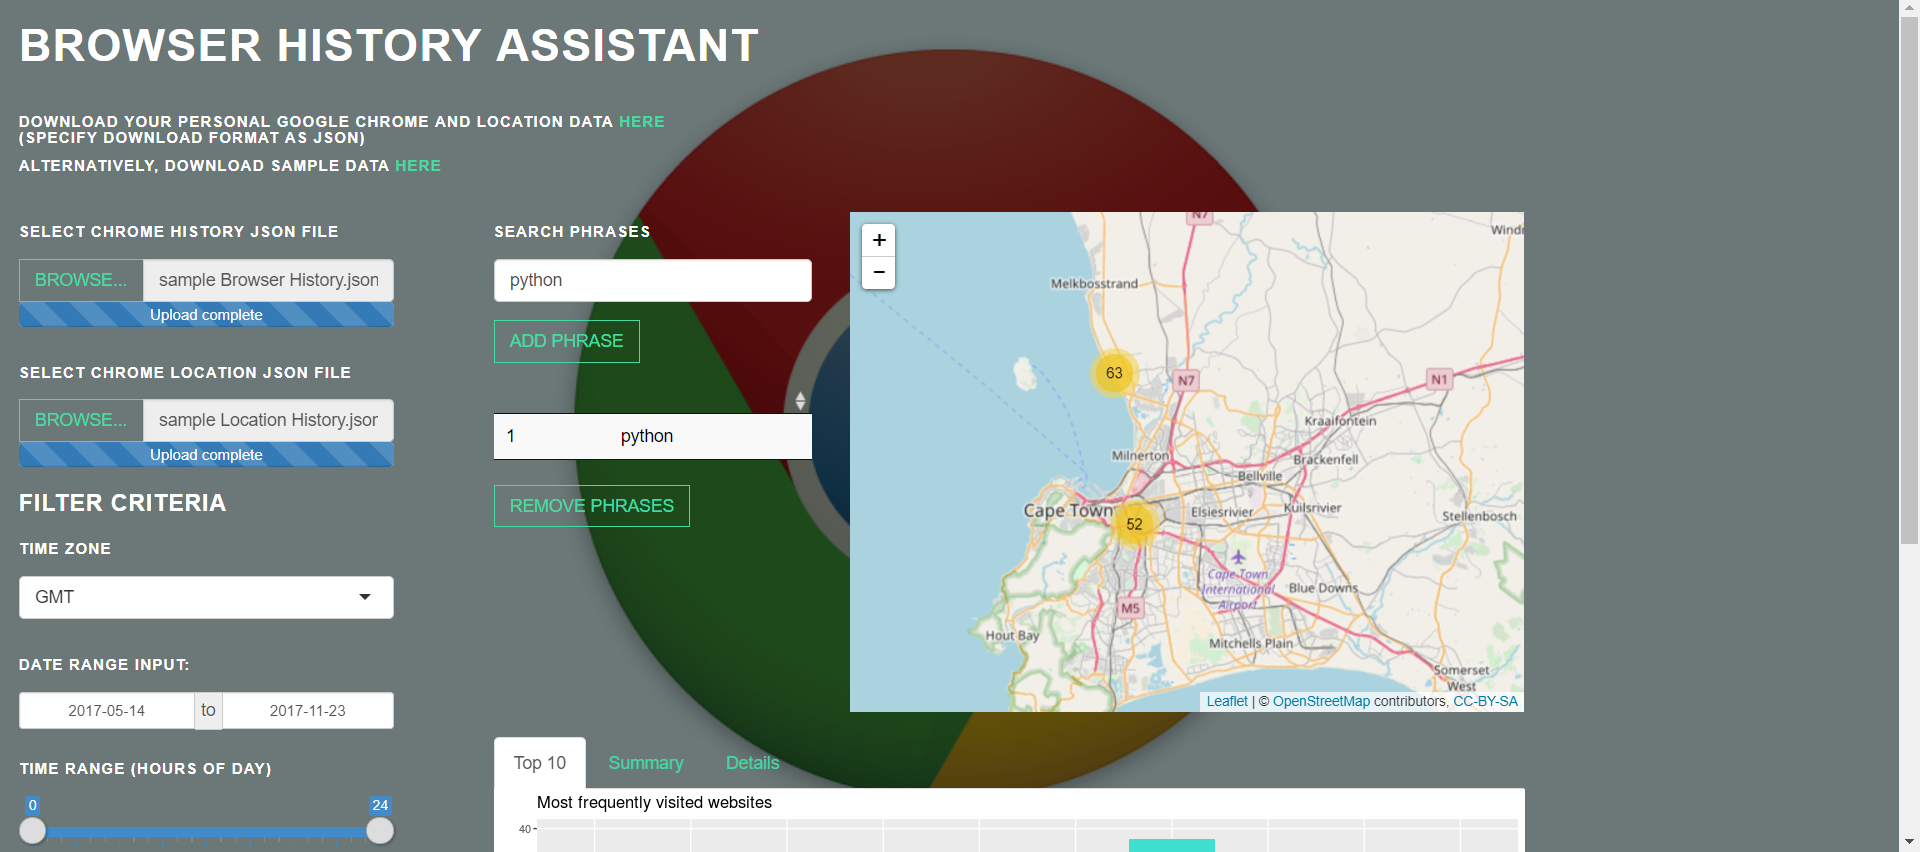 BROWSER HISTORY ASSISTANT
DOWNLOAD YOUR PERSONAL GOOGLE CHROME AND LOCATION DATA HERE
(SPECIFY DOWNLOAD FORMAT AS JSON)
ALTERNATIVELY, DOWNLOAD SAMPLE DATA HERE
SELECT CHROME HISTORY JSON FILE
BROWSE... sample Browser History.json
Upload complete
SELECT CHROME LOCATION JSON FILE
BROWSE... sample Location History.jsor
Upload complete
FILTER CRITERIA
TIME ZONE
GMT
DATE RANGE INPUT:
2017-05-14 to 2017-11-23
TIME RANGE (HOURS OF DAY)
0 24
SEARCH PHRASES
python
ADD PHRASE
1 python
REMOVE PHRASES
+
−
N7
Windr
Melkbosstrand
63
N7
N1
Kraaifontein
Milnerton
Brackenfell
Bellville
Cape Town
52
Elsiesrivier
Kuilsrivier
Stellenbosch
Cape Town
International
Airport
Blue Downs
M5
Hout Bay
Mitchells Plain
Somerset
West
Leaflet | © OpenStreetMap contributors, CC-BY-SA
Top 10 Summary Details
Most frequently visited websites
40